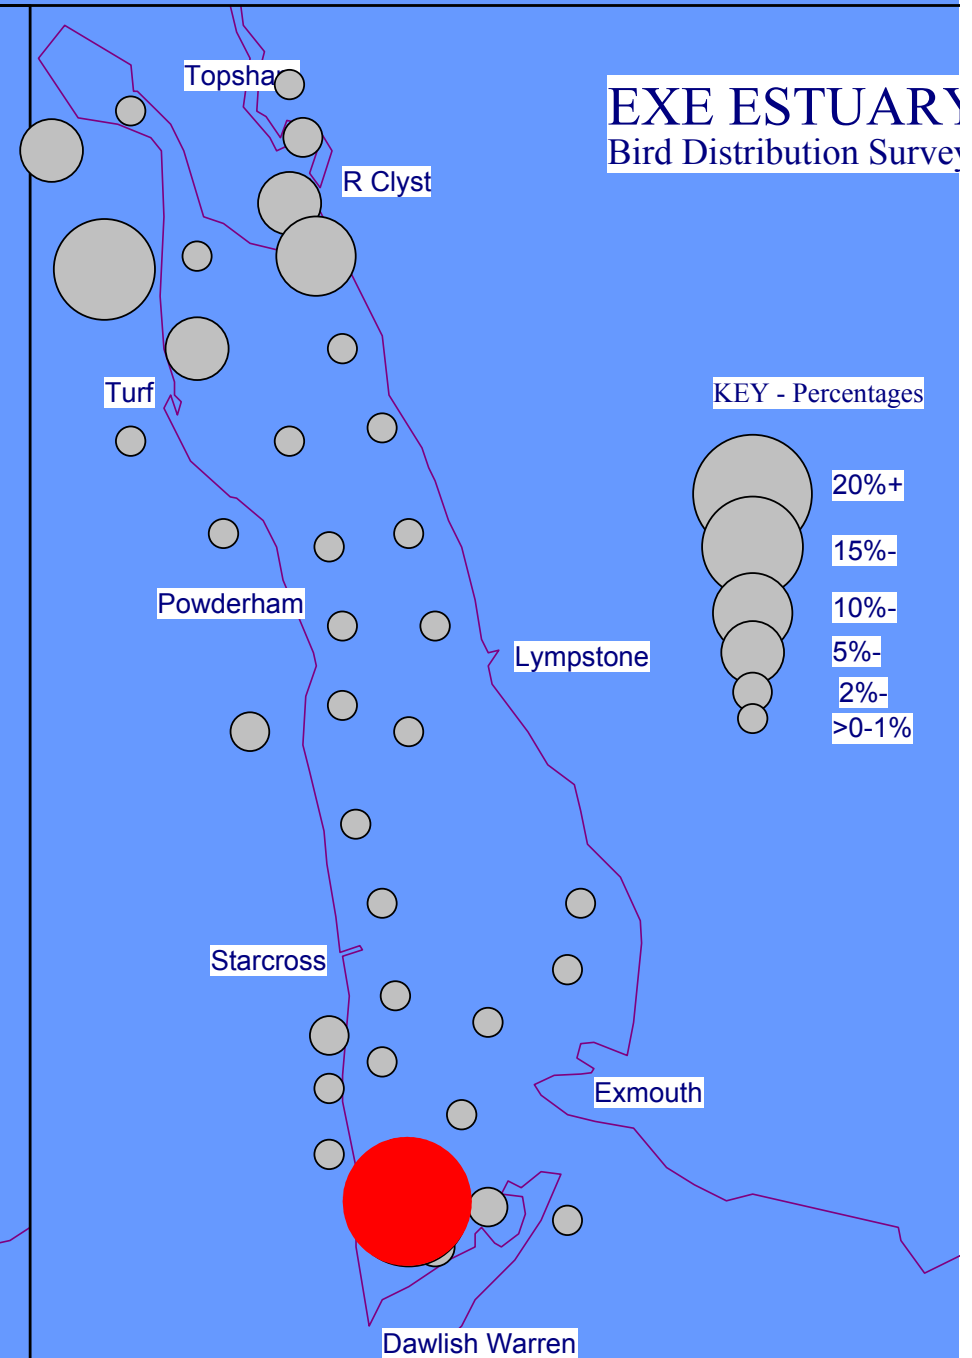 Topsha
EXE ESTUARY
Bird Distribution Survey
R Clyst
Turf
KEY - Percentages
20%+
15%-
10%-
5%-
2%-
>0-1%
Powderham
Lympstone
Starcross
Exmouth
Dawlish Warren